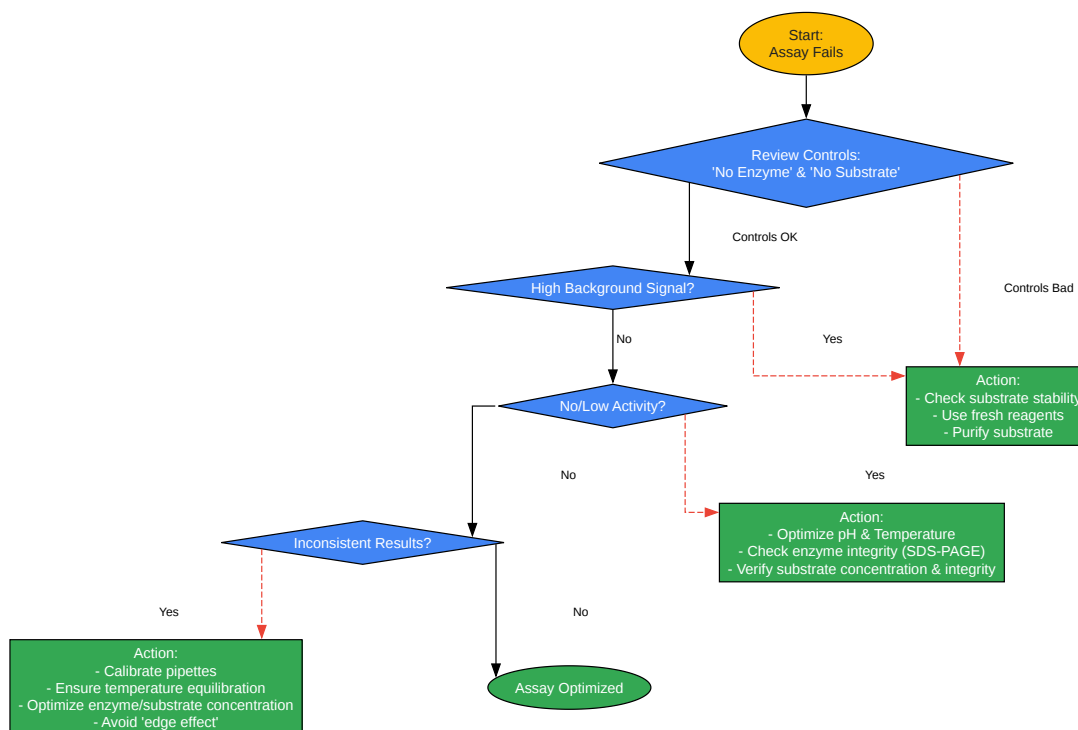 Start:
Assay Fails
Review Controls:
'No Enzyme' & 'No Substrate'
Controls OK
High Background Signal?
Controls Bad
No
Yes
Action:
- Check substrate stability
- Use fresh reagents
- Purify substrate
No/Low Activity?
No
Yes
Action:
- Optimize pH & Temperature
- Check enzyme integrity (SDS-PAGE)
- Verify substrate concentration & integrity
Inconsistent Results?
Yes
No
Action:
- Calibrate pipettes
- Ensure temperature equilibration
- Optimize enzyme/substrate concentration
- Avoid 'edge effect'
Assay Optimized